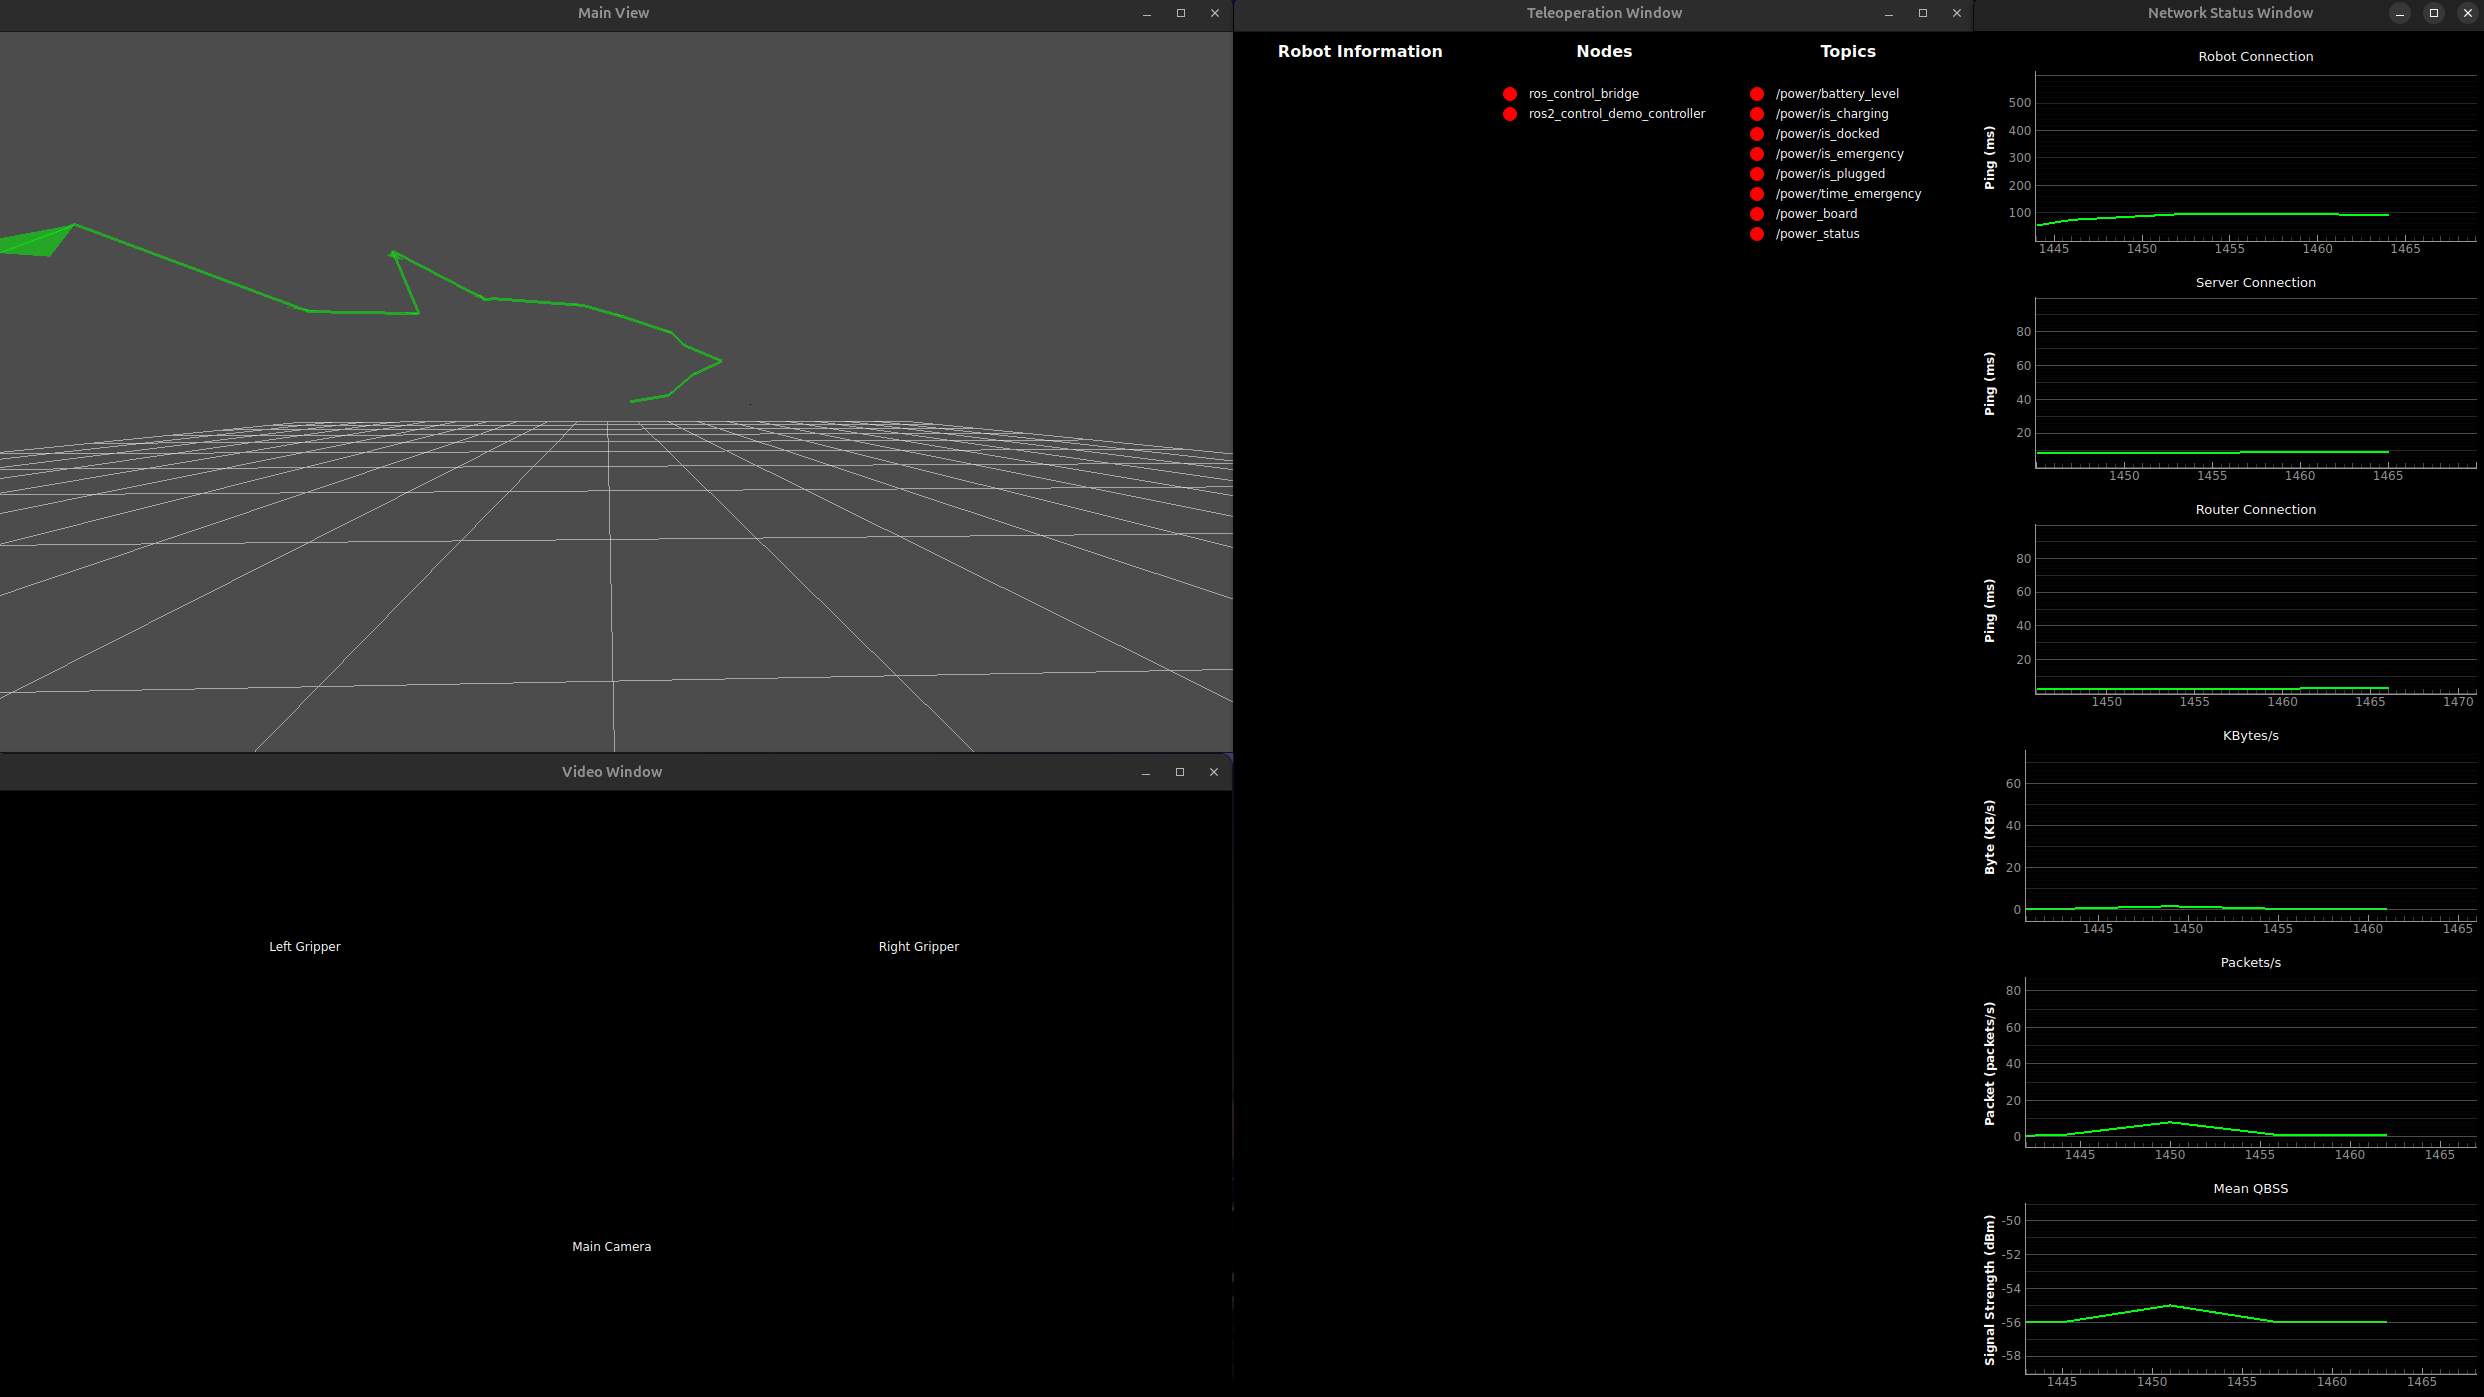 Main View
Teleoperation Window
Robot Information
Nodes
ros_control_bridge
ros2_control_demo_controller
Topics
/power/battery_level
/power/is_charging
/power/is_docked
/power/is_emergency
/power/is_plugged
/power/time_emergency
/power_board
/power_status
Network Status Window
Robot Connection
Ping (ms)
500
400
300
200
100
1445 1450 1455 1460 1465
Server Connection
Ping (ms)
80
60
40
20
1450 1455 1460 1465
Router Connection
Ping (ms)
80
60
40
20
1450 1455 1460 1465 1470
KBytes/s
Byte (KB/s)
60
40
20
0
1445 1450 1455 1460 1465
Packets/s
Packet (packets/s)
80
60
40
20
0
1445 1450 1455 1460 1465
Mean QBSS
Signal Strength (dBm)
-50
-52
-54
-56
-58
1445 1450 1455 1460 1465
Video Window
Left Gripper
Right Gripper
Main Camera